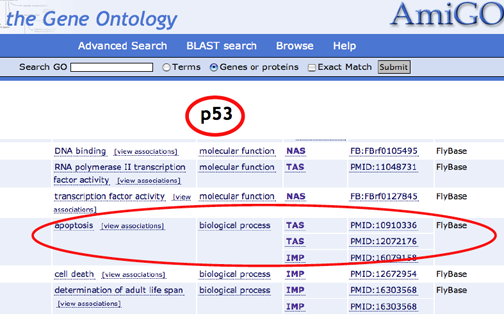 the Gene Ontology
AmiGO
Advanced Search BLAST search Browse Help
Search GO Terms Genes or proteins Exact Match Submit
p53
DNA binding [view associations] molecular function NAS FB:FBrf0105495 FlyBase
RNA polymerase II transcription factor activity [view associations] molecular function TAS PMID:11048731 FlyBase
transcription factor activity [view associations] molecular function NAS FB:FBrf0127845 FlyBase
apoptosis [view associations] biological process TAS PMID:10910336 FlyBase
TAS PMID:12072176
IMP PMID:16079158
cell death [view associations] biological process IMP PMID:12672954 FlyBase
determination of adult life span [view associations] biological process IMP PMID:16303568 FlyBase
IMP PMID:16303568